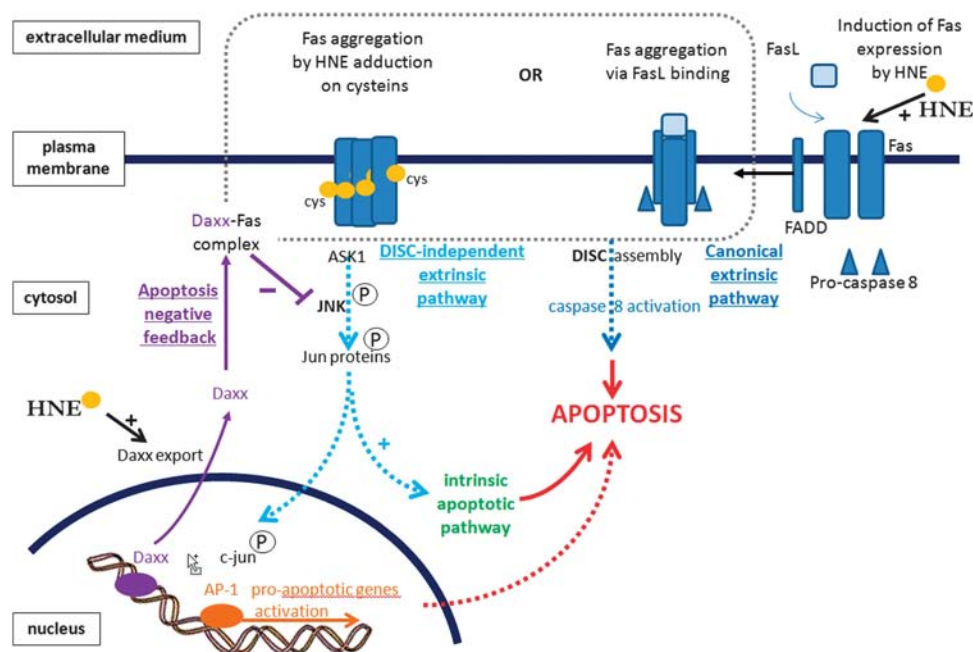 extracellular medium
Fas aggregation
by HNE adduction
on cysteins
OR
Fas aggregation
via FasL binding
FasL
Induction of Fas
expression
by HNE
+
HNE
plasma
membrane
cys
cys
Fas
FADD
Pro-caspase 8
Daxx-Fas
complex
ASK1
DISC-independent
extrinsic
pathway
DISC assembly
Canonical
extrinsic
pathway
cytosol
Apoptosis
negative
feedback
–
JNK
P
caspase 8 activation
Jun proteins
P
Daxx
APOPTOSIS
HNE
+
Daxx export
+
intrinsic
apoptotic
pathway
Daxx
c-jun
P
AP-1
pro-apoptotic genes
activation
nucleus